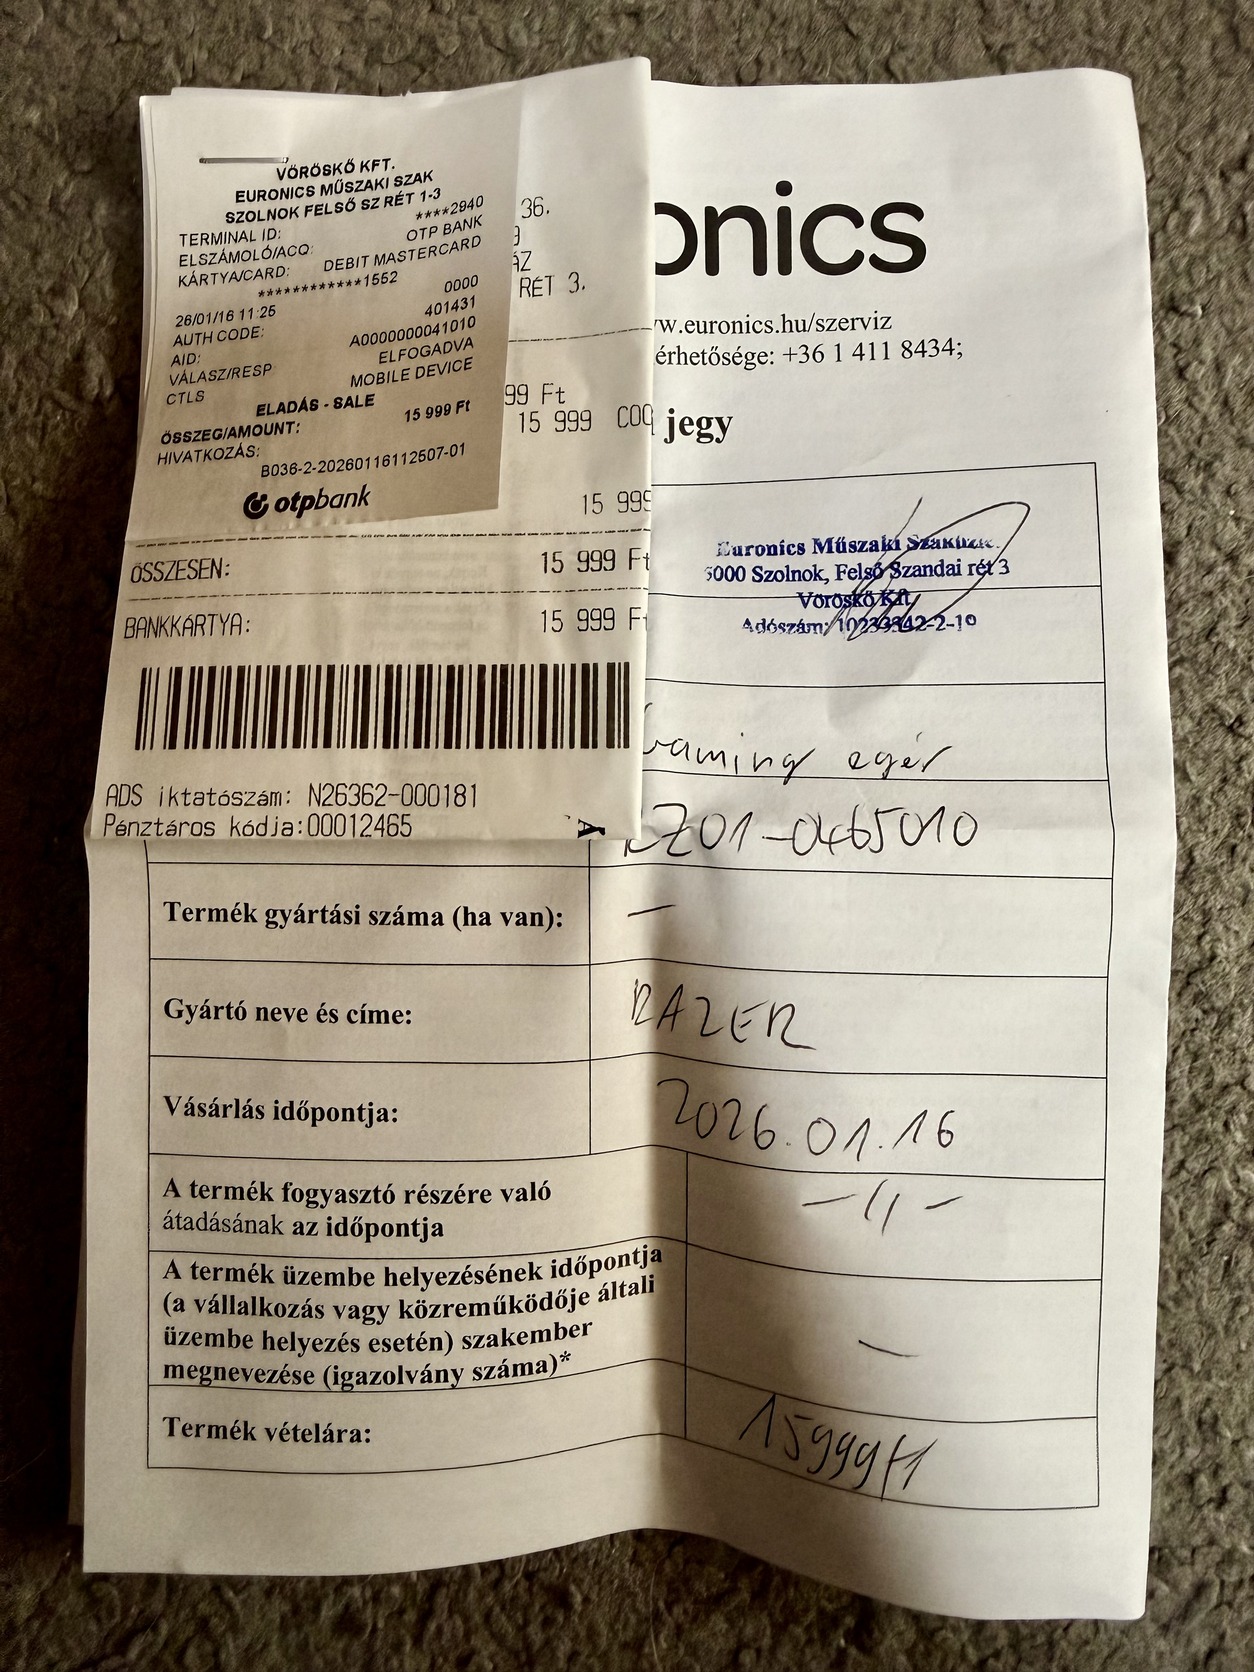 VÖRÖSKŐ KFT.
EURONICS MŰSZAKI SZAK
SZOLNOK FELSŐ SZ RÉT 1-3
TERMINAL ID: ****2940
ELSZÁMOLÓ/ACQ: OTP BANK
KÁRTYA/CARD: DEBIT MASTERCARD
************1552
0000
26/01/16 11:25
AUTH CODE: 401431
AID: A0000000041010
VÁLASZ/RESP ELFOGADVA
CTLS MOBILE DEVICE
ELADÁS - SALE
ÖSSZEG/AMOUNT: 15 999 Ft
HIVATKOZÁS:
B036-2-20260116112507-01
otpbank
36.
ÁZ
RÉT 3.
99 Ft
15 999 C00
15 999
ÖSSZESEN: 15 999 Ft
BANKKÁRTYA: 15 999 F
ADS iktatószám: N26362-000181
Pénztáros kódja:00012465
A
onics
w.euronics.hu/szerviz
érhetősége: +36 1 411 8434;
jegy
Euronics Műszaki Szaküzl.
5000 Szolnok, Felső Szandai rét 3
Vöröskő Kft.
Adószám:
Gaming egér
RZ01-0465010
Termék gyártási száma (ha van): —
Gyártó neve és címe: RAZER
Vásárlás időpontja: 2026.01.16
A termék fogyasztó részére való
átadásának az időpontja
-//-
A termék üzembe helyezésének időpontja
(a vállalkozás vagy közreműködője általi
üzembe helyezés esetén) szakember
megnevezése (igazolvány száma)*
—
Termék vételára: 15999Ft